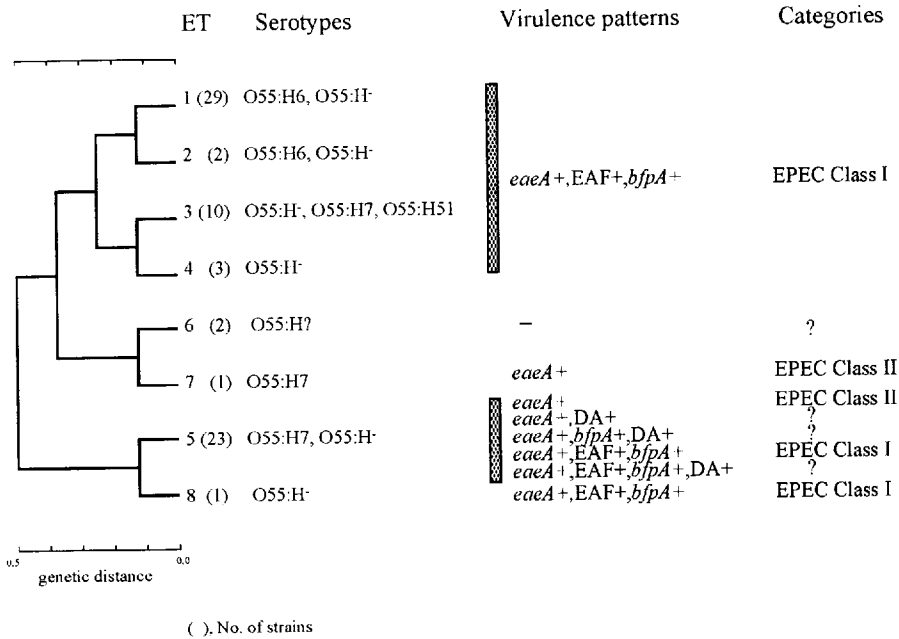 ET Serotypes Virulence patterns Categories
1 (29) O55:H6, O55:H-
2 (2) O55:H6, O55:H-
eaeA+,EAF+,bfpA+ EPEC Class I
3 (10) O55:H-, O55:H7, O55:H51
4 (3) O55:H-
6 (2) O55:H? – ?
eaeA+ EPEC Class II
7 (1) O55:H7
eaeA+ EPEC Class II
eaeA+,DA+ ?
eaeA+,bfpA+,DA+ ?
5 (23) O55:H7, O55:H-
eaeA+,EAF+,bfpA+ EPEC Class I
eaeA+,EAF+,bfpA+,DA+ ?
8 (1) O55:H- eaeA+,EAF+,bfpA+ EPEC Class I
0.5 0.0
genetic distance
( ), No. of strains